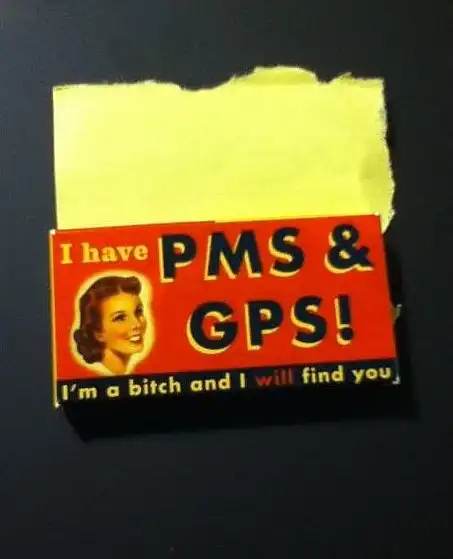 I have PMS &
GPS!
I'm a bitch and I will find you